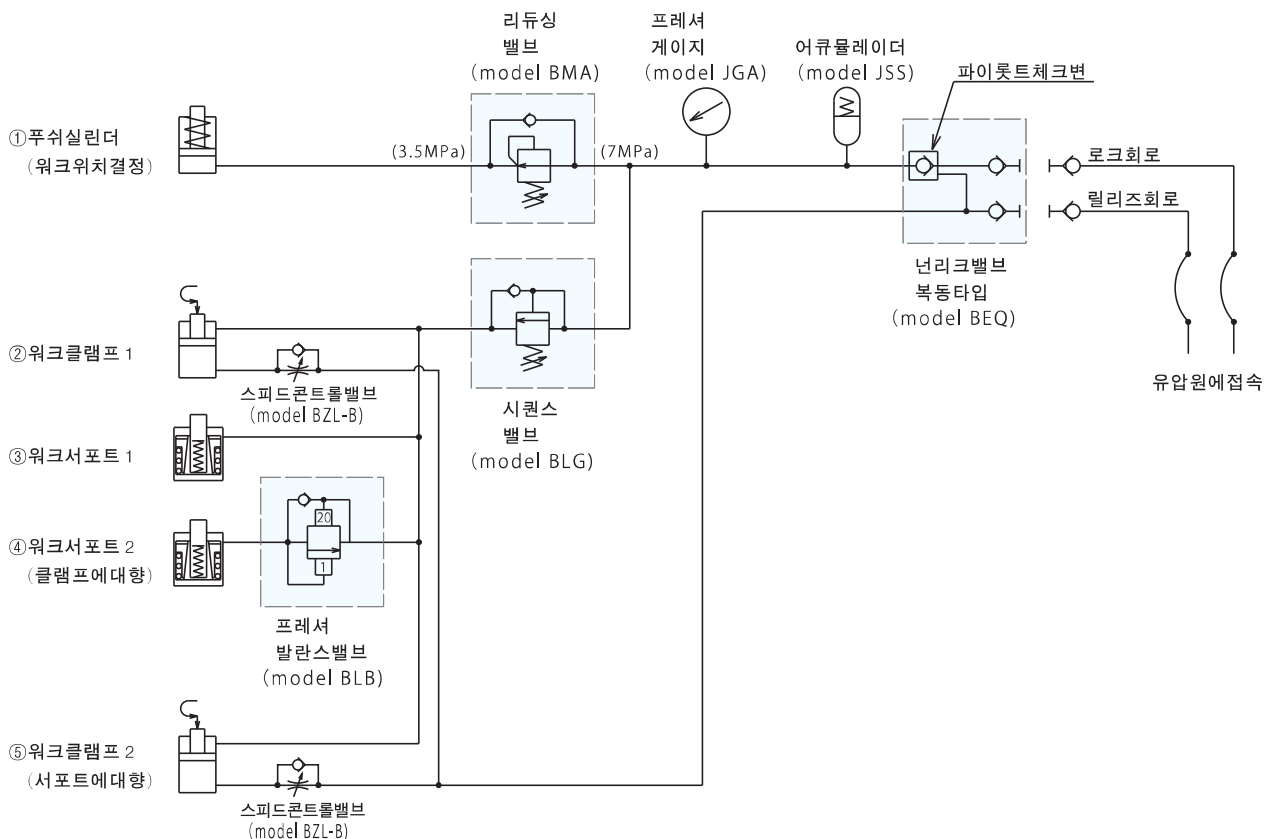 리듀싱
밸브
(model BMA)
프레셔
게이지
(model JGA)
어큐뮬레이더
(model JSS)
파이롯트체크변
①푸쉬실린더
(워크위치결정)
(3.5MPa)
(7MPa)
로크회로
릴리즈회로
넌리크밸브
복동타입
(model BEQ)
유압원에접속
②워크클램프 1
스피드콘트롤밸브
(model BZL-B)
시퀀스
밸브
(model BLG)
③워크서포트 1
④워크서포트 2
(클램프에대향)
20
1
프레셔
발란스밸브
(model BLB)
⑤워크클램프 2
(서포트에대향)
스피드콘트롤밸브
(model BZL-B)